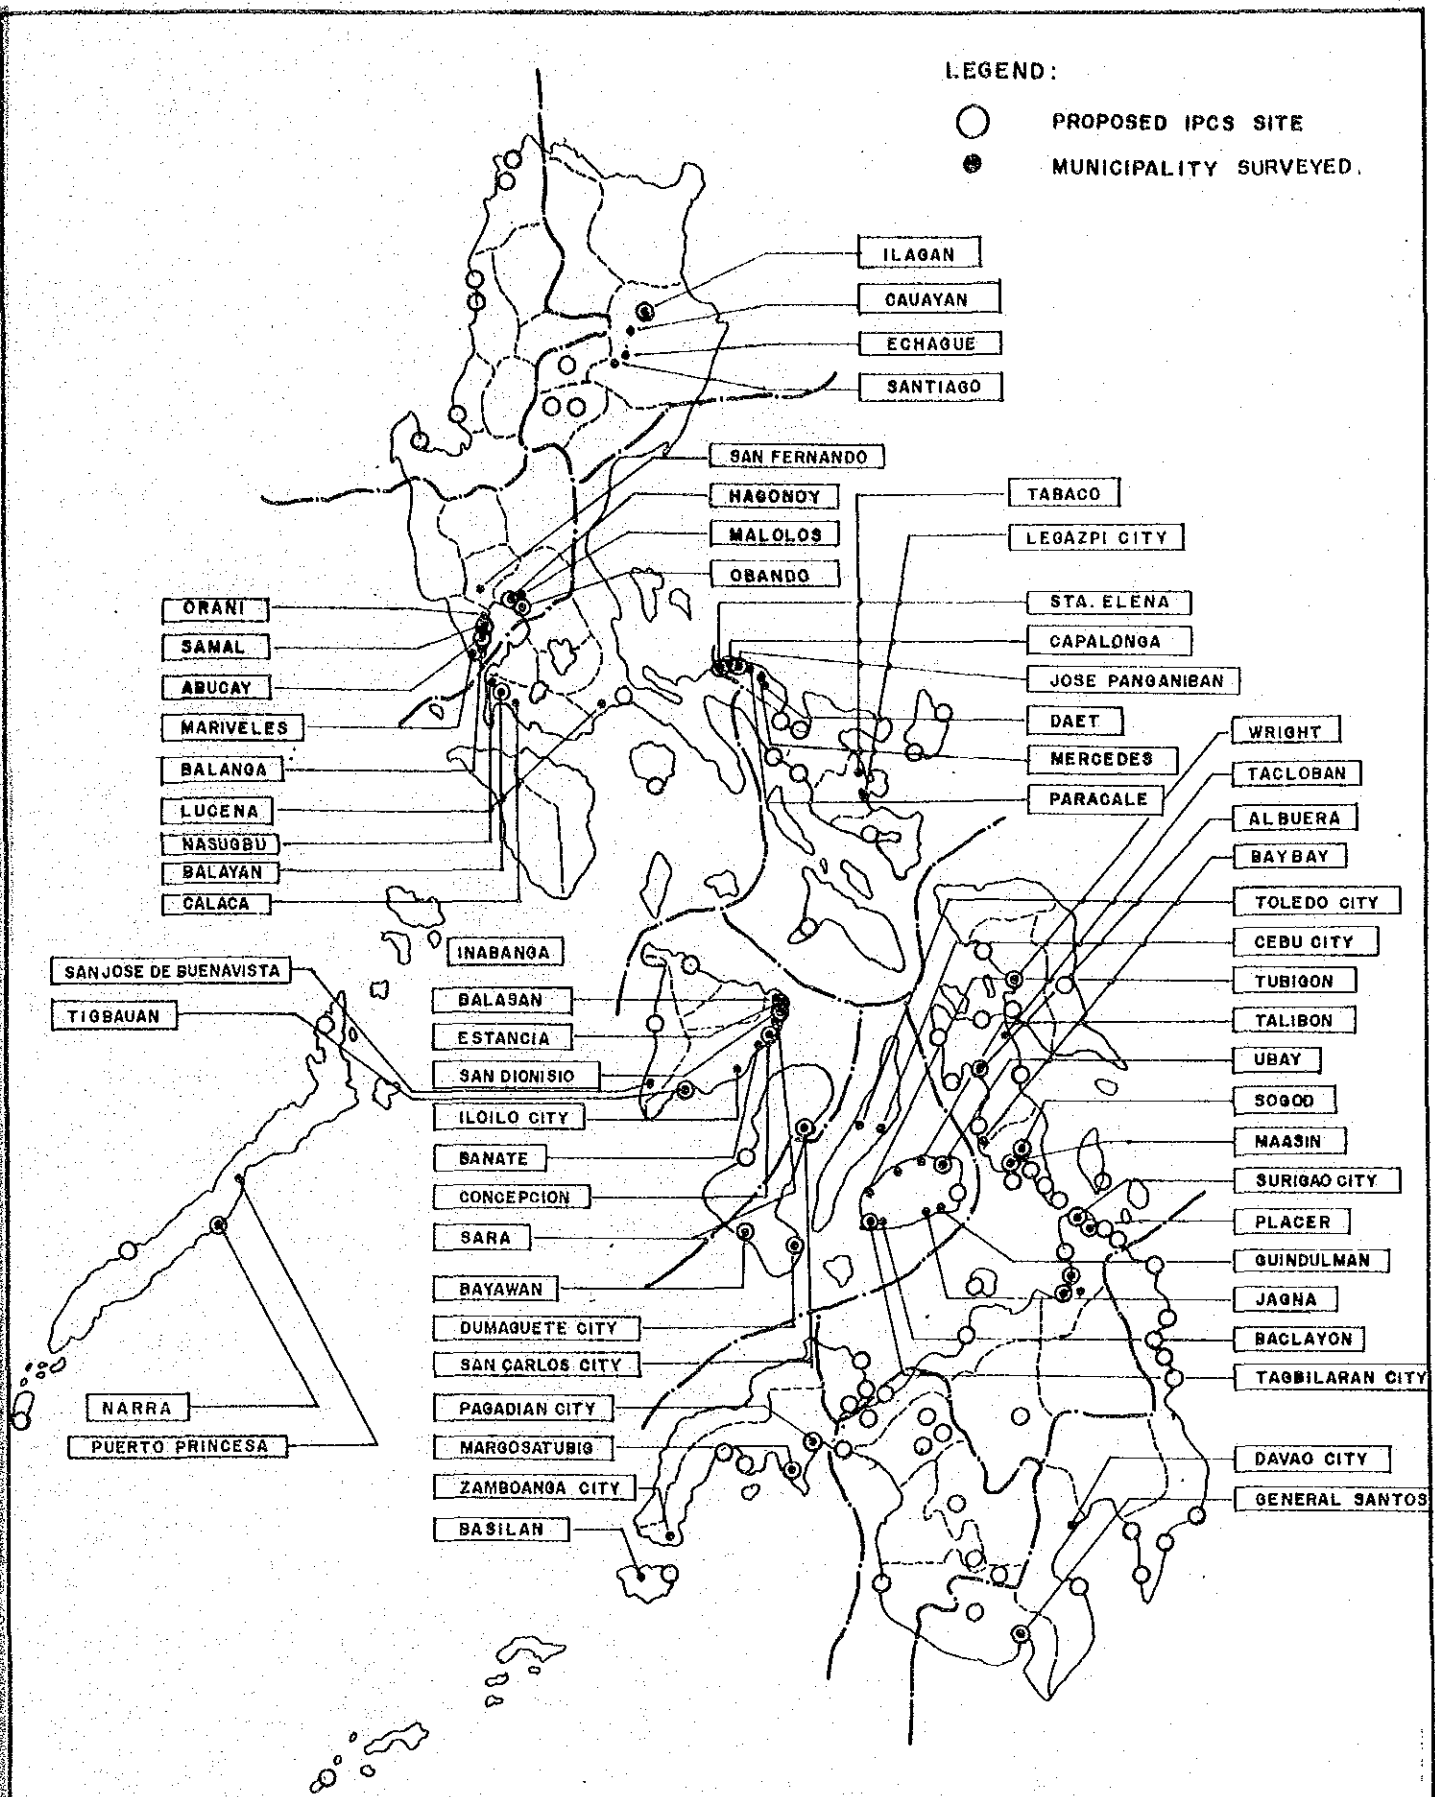 LEGEND:
PROPOSED IPCS SITE
MUNICIPALITY SURVEYED.
ILAGAN
CAUAYAN
ECHAGUE
SANTIAGO
SAN FERNANDO
HAGONOY
MALOLOS
OBANDO
TABACO
LEGAZPI CITY
STA. ELENA
CAPALONGA
JOSE PANGANIBAN
DAET
MERCEDES
PARACALE
ORANI
SAMAL
ABUCAY
MARIVELES
BALANGA
LUCENA
NASUGBU
BALAYAN
CALACA
WRIGHT
TACLOBAN
ALBUERA
BAYBAY
TOLEDO CITY
CEBU CITY
TUBIGON
TALIBON
UBAY
SOGOD
MAASIN
SURIGAO CITY
PLACER
GUINDULMAN
JAGNA
BACLAYON
TAGBILARAN CITY
DAVAO CITY
GENERAL SANTOS
SAN JOSE DE BUENAVISTA
TIGBAUAN
INABANGA
BALASAN
ESTANCIA
SAN DIONISIO
ILOILO CITY
BANATE
CONCEPCION
SARA
BAYAWAN
DUMAGUETE CITY
SAN CARLOS CITY
PAGADIAN CITY
MARGOSATUBIG
ZAMBOANGA CITY
BASILAN
NARRA
PUERTO PRINCESA